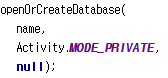 openOrCreateDatabase(
name,
Activity.MODE_PRIVATE,
null);